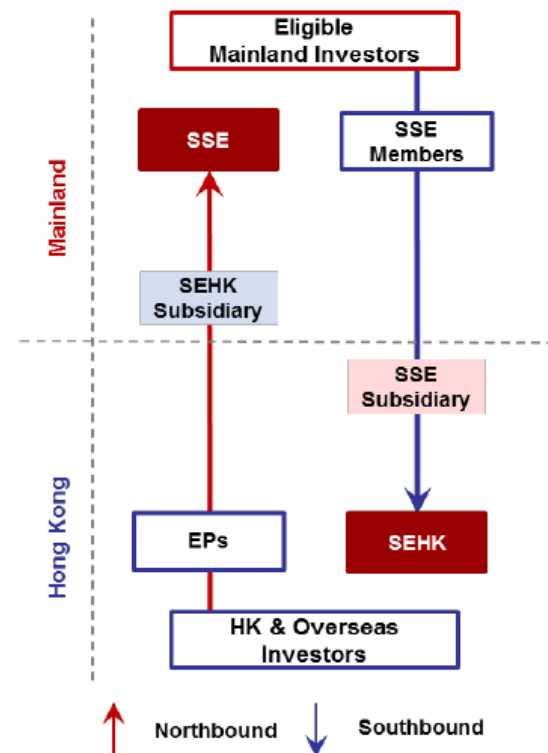 Eligible
Mainland Investors
SSE
SSE
Members
Mainland
SEHK
Subsidiary
SSE
Subsidiary
Hong Kong
EPs
SEHK
HK & Overseas
Investors
Northbound
Southbound